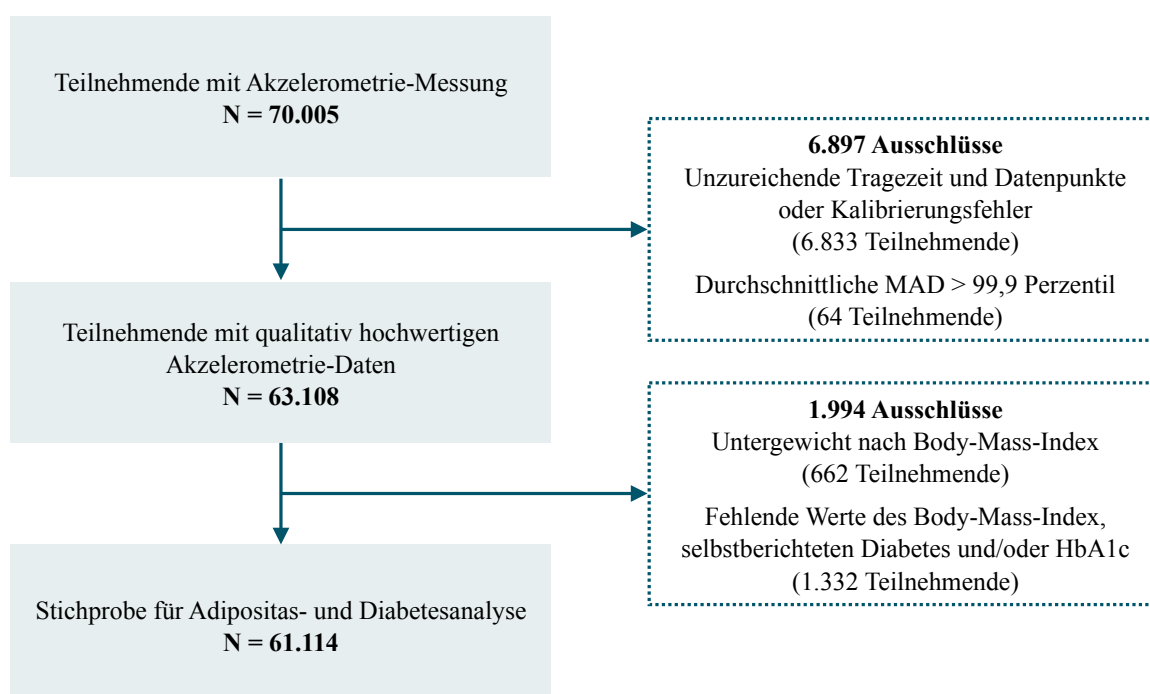 Teilnehmende mit Akzelerometrie-Messung
N = 70.005
6.897 Ausschlüsse
Unzureichende Tragezeit und Datenpunkte
oder Kalibrierungsfehler
(6.833 Teilnehmende)
Durchschnittliche MAD > 99,9 Perzentil
(64 Teilnehmende)
Teilnehmende mit qualitativ hochwertigen
Akzelerometrie-Daten
N = 63.108
1.994 Ausschlüsse
Untergewicht nach Body-Mass-Index
(662 Teilnehmende)
Fehlende Werte des Body-Mass-Index,
selbstberichteten Diabetes und/oder HbA1c
(1.332 Teilnehmende)
Stichprobe für Adipositas- und Diabetesanalyse
N = 61.114